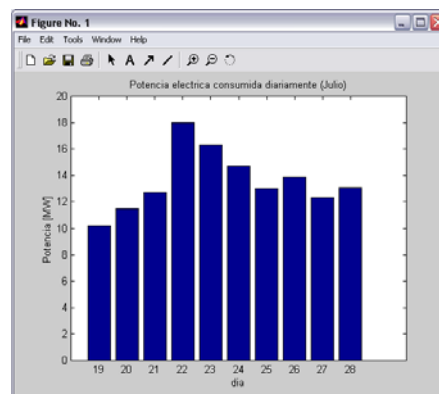 Figure No. 1
File Edit Tools Window Help
A
Potencia electrica consumida diariamente (Julio)
20
18
16
14
12
10
8
6
4
2
0
Potencia [MW]
19 20 21 22 23 24 25 26 27 28
dia